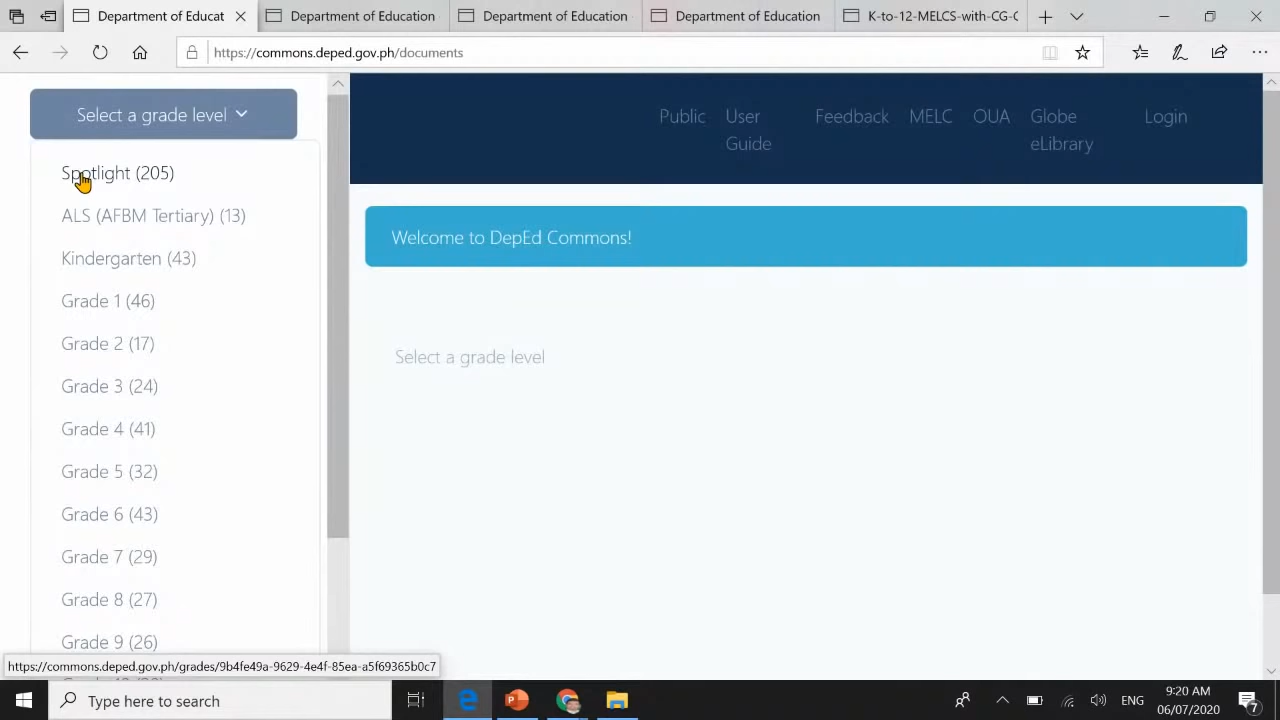 Department of Educat
Department of Education
Department of Education
Department of Education
K-to-12-MELCS-with-CG-C
https://commons.deped.gov.ph/documents
Select a grade level
Spotlight (205)
ALS (AFBM Tertiary) (13)
Kindergarten (43)
Grade 1 (46)
Grade 2 (17)
Grade 3 (24)
Grade 4 (41)
Grade 5 (32)
Grade 6 (43)
Grade 7 (29)
Grade 8 (27)
Grade 9 (26)
https://commons.deped.gov.ph/grades/9b4fe49a-9629-4e4f-85ea-a5f69365b0c7
Public
User Guide
Feedback
MELC
OUA
Globe eLibrary
Login
Welcome to DepEd Commons!
Select a grade level
Type here to search
ENG
9:20 AM
06/07/2020
7